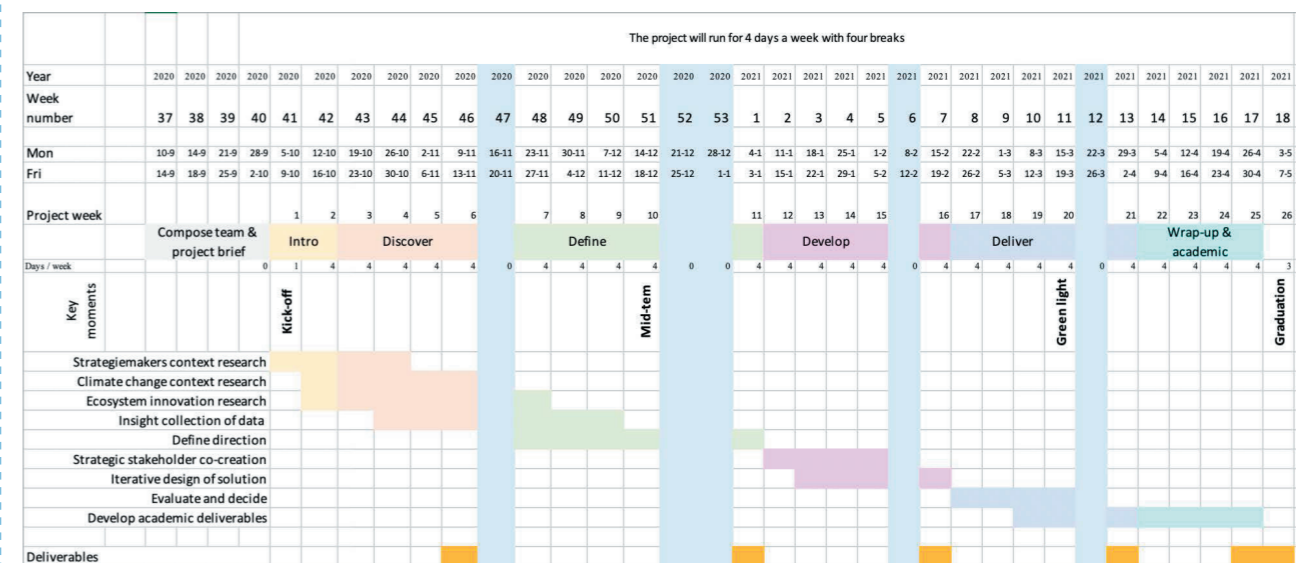 The project will run for 4 days a week with four breaks
Year 2020 2020 2020 2020 2020 2020 2020 2020 2020 2020 2020 2020 2020 2020 2020 2020 2020 2021 2021 2021 2021 2021 2021 2021 2021 2021 2021 2021 2021 2021 2021 2021 2021 2021 2021
Week
number 37 38 39 40 41 42 43 44 45 46 47 48 49 50 51 52 53 1 2 3 4 5 6 7 8 9 10 11 12 13 14 15 16 17 18
Mon 10-9 14-9 21-9 28-9 5-10 12-10 19-10 26-10 2-11 9-11 16-11 23-11 30-11 7-12 14-12 21-12 28-12 4-1 11-1 18-1 25-1 1-2 8-2 15-2 22-2 1-3 8-3 15-3 22-3 29-3 5-4 12-4 19-4 26-4 3-5
Fri 14-9 18-9 25-9 2-10 9-10 16-10 23-10 30-10 6-11 13-11 20-11 27-11 4-12 11-12 18-12 25-12 1-1 3-1 15-1 22-1 29-1 5-2 12-2 19-2 26-2 5-3 12-3 19-3 26-3 2-4 9-4 16-4 23-4 30-4 7-5
Project week 1 2 3 4 5 6 7 8 9 10 11 12 13 14 15 16 17 18 19 20 21 22 23 24 25 26
Compose team &
project brief
Intro
Discover
Define
Develop
Deliver
Wrap-up &
academic
Days / week 0 1 4 4 4 4 4 0 4 4 4 4 0 0 4 4 4 4 4 0 4 4 4 4 4 0 4 4 4 4 4 3
Key
moments
Kick-off
Mid-tem
Green light
Graduation
Strategiemakers context research
Climate change context research
Ecosystem innovation research
Insight collection of data
Define direction
Strategic stakeholder co-creation
Iterative design of solution
Evaluate and decide
Develop academic deliverables
Deliverables